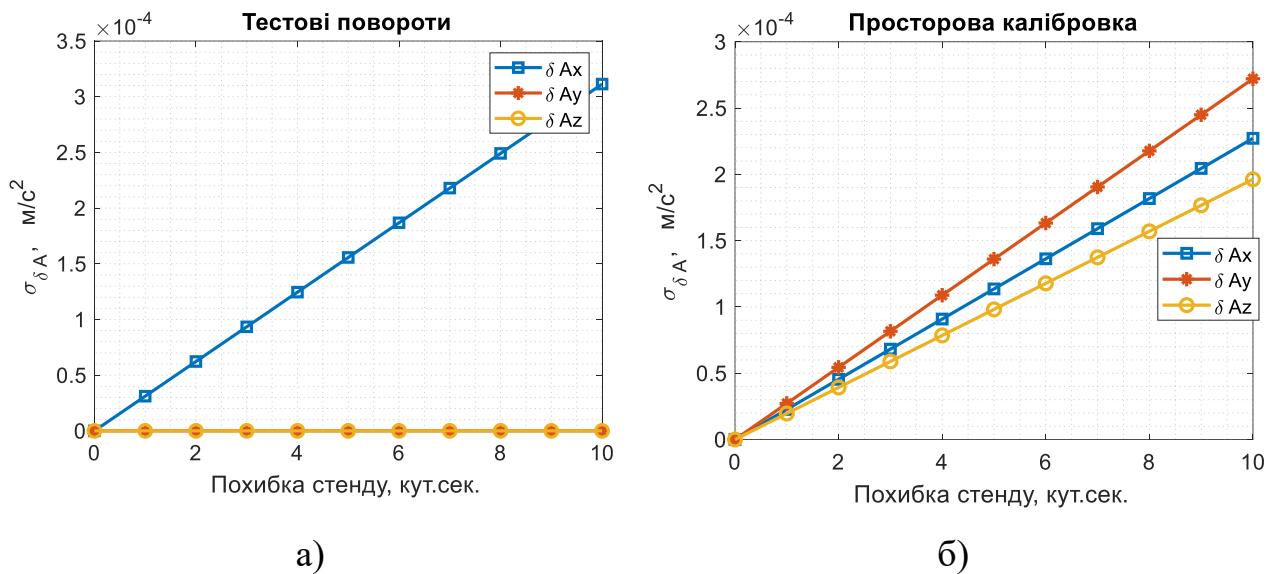 Тестові повороти
×10⁻⁴
3.5
3
2.5
2
1.5
1
0.5
0
0 2 4 6 8 10
σ δ A, м/с²
Похибка стенду, кут.сек.
δ Ax
δ Ay
δ Az
а)
Просторова калібровка
×10⁻⁴
3
2.5
2
1.5
1
0.5
0
0 2 4 6 8 10
σ δ A, м/с²
Похибка стенду, кут.сек.
δ Ax
δ Ay
δ Az
б)